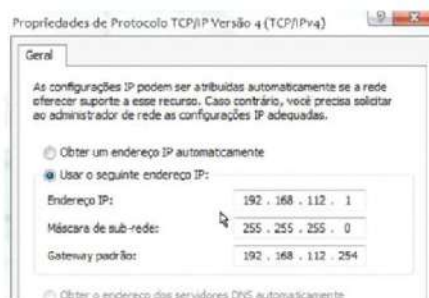 Propriedades de Protocolo TCP/IP Versão 4 (TCP/IPv4)
Geral
As configurações IP podem ser atribuídas automaticamente se a rede
oferecer suporte a esse recurso. Caso contrário, você precisa solicitar
ao administrador de rede as configurações IP adequadas.
Obter um endereço IP automaticamente
Usar o seguinte endereço IP:
Endereço IP: 192 . 168 . 112 . 1
Máscara de sub-rede: 255 . 255 . 255 . 0
Gateway padrão: 192 . 168 . 112 . 254
Obter o endereço dos servidores DNS automaticamente